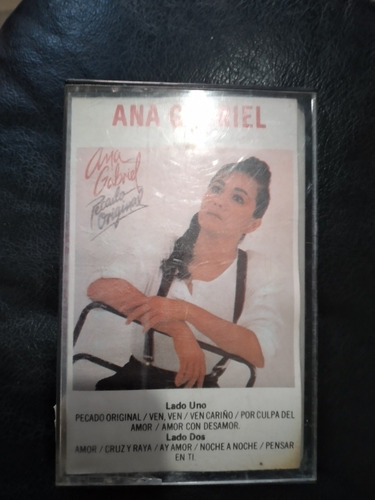 ANA GABRIEL
Ana
Gabriel
Pecado
Original
Lado Uno
PECADO ORIGINAL / VEN, VEN / VEN CARIÑO / POR CULPA DEL
AMOR / AMOR CON DESAMOR.
Lado Dos
AMOR / CRUZ Y RAYA / AY AMOR / NOCHE A NOCHE / PENSAR
EN TI.